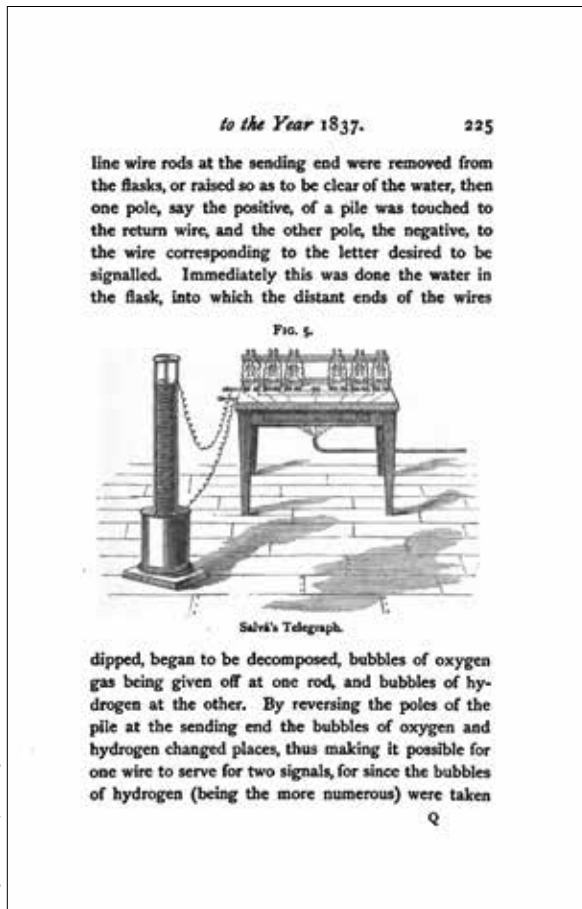 to the Year 1837. 225
line wire rods at the sending end were removed from
the flasks, or raised so as to be clear of the water, then
one pole, say the positive, of a pile was touched to
the return wire, and the other pole, the negative, to
the wire corresponding to the letter desired to be
signalled. Immediately this was done the water in
the flask, into which the distant ends of the wires
FIG. 5.
Salvá's Telegraph.
dipped, began to be decomposed, bubbles of oxygen
gas being given off at one rod, and bubbles of hy-
drogen at the other. By reversing the poles of the
pile at the sending end the bubbles of oxygen and
hydrogen changed places, thus making it possible for
one wire to serve for two signals, for since the bubbles
of hydrogen (being the more numerous) were taken
Q